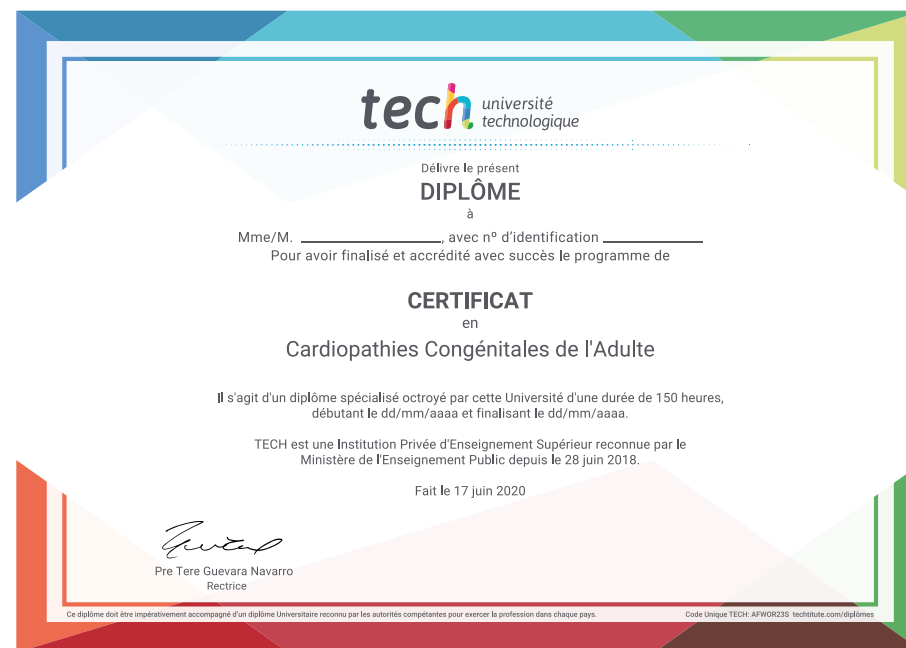 tech université
technologique
Délivre le présent
DIPLÔME
à
Mme/M. ____________________, avec nº d'identification ______________
Pour avoir finalisé et accrédité avec succès le programme de
CERTIFICAT
en
Cardiopathies Congénitales de l'Adulte
Il s'agit d'un diplôme spécialisé octroyé par cette Université d'une durée de 150 heures,
débutant le dd/mm/aaaa et finalisant le dd/mm/aaaa.
TECH est une Institution Privée d'Enseignement Supérieur reconnue par le
Ministère de l'Enseignement Public depuis le 28 juin 2018.
Fait le 17 juin 2020
Pre Tere Guevara Navarro
Rectrice
Ce diplôme doit être impérativement accompagné d'un diplôme Universitaire reconnu par les autorités compétentes pour exercer la profession dans chaque pays.
Code Unique TECH: AFWOR23S techtitute.com/diplômes